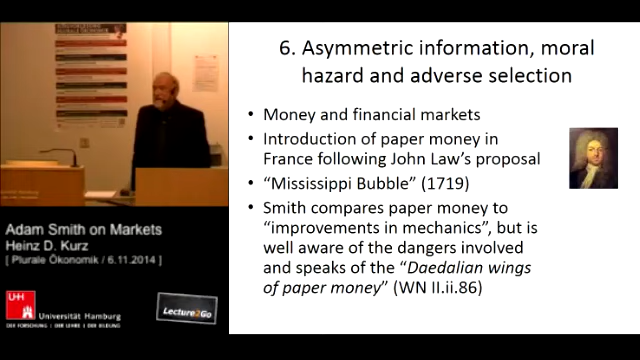 6. Asymmetric information, moral
hazard and adverse selection
• Money and financial markets
• Introduction of paper money in
France following John Law’s proposal
• “Mississippi Bubble” (1719)
• Smith compares paper money to
“improvements in mechanics”, but is
well aware of the dangers involved
and speaks of the “Daedalian wings
of paper money” (WN II.ii.86)
Adam Smith on Markets
Heinz D. Kurz
[ Plurale Ökonomik / 6.11.2014 ]
UH
Universität Hamburg
DER FORSCHUNG | DER LEHRE | DER BILDUNG
Lecture2Go